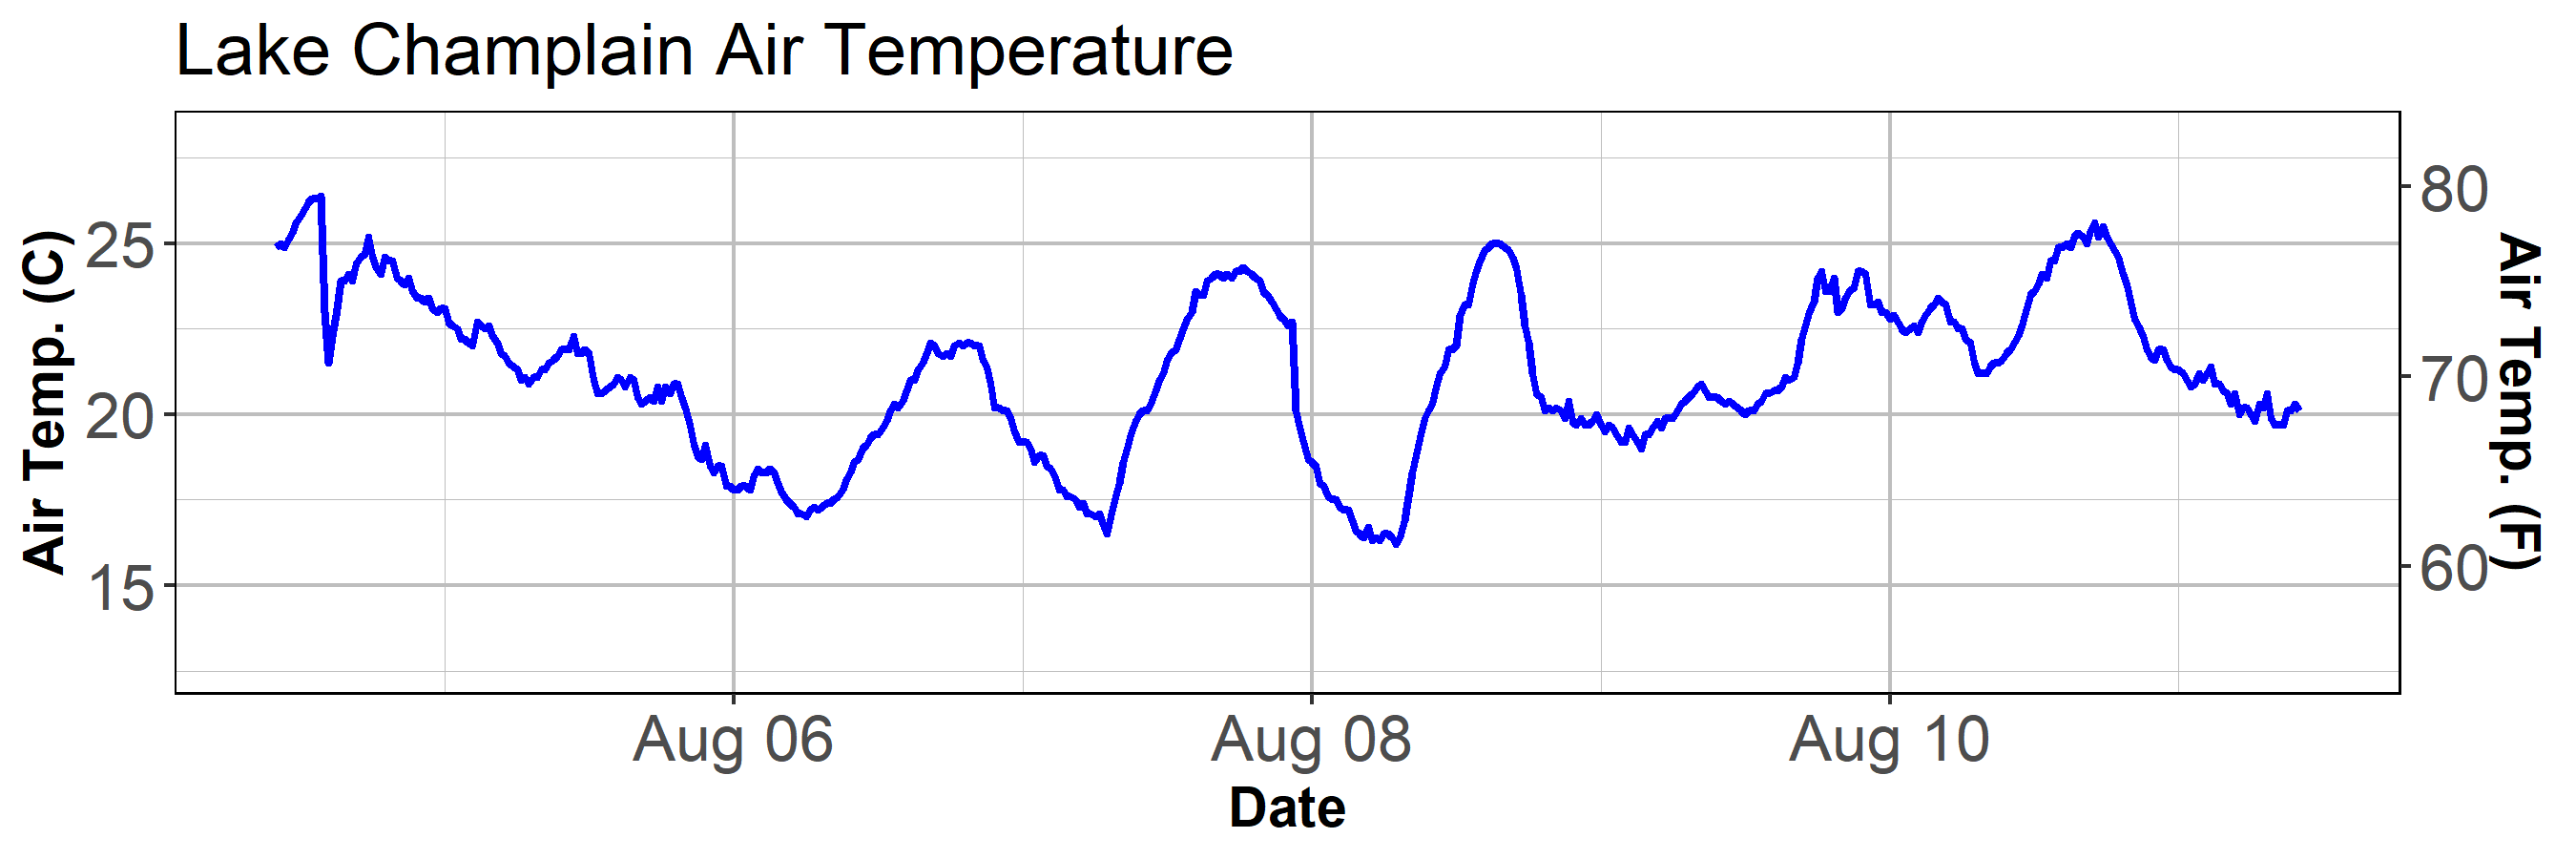 Lake Champlain Air Temperature
Air Temp. (C)
25
20
15
80
70
60
Air Temp. (F)
Aug 06
Aug 08
Aug 10
Date